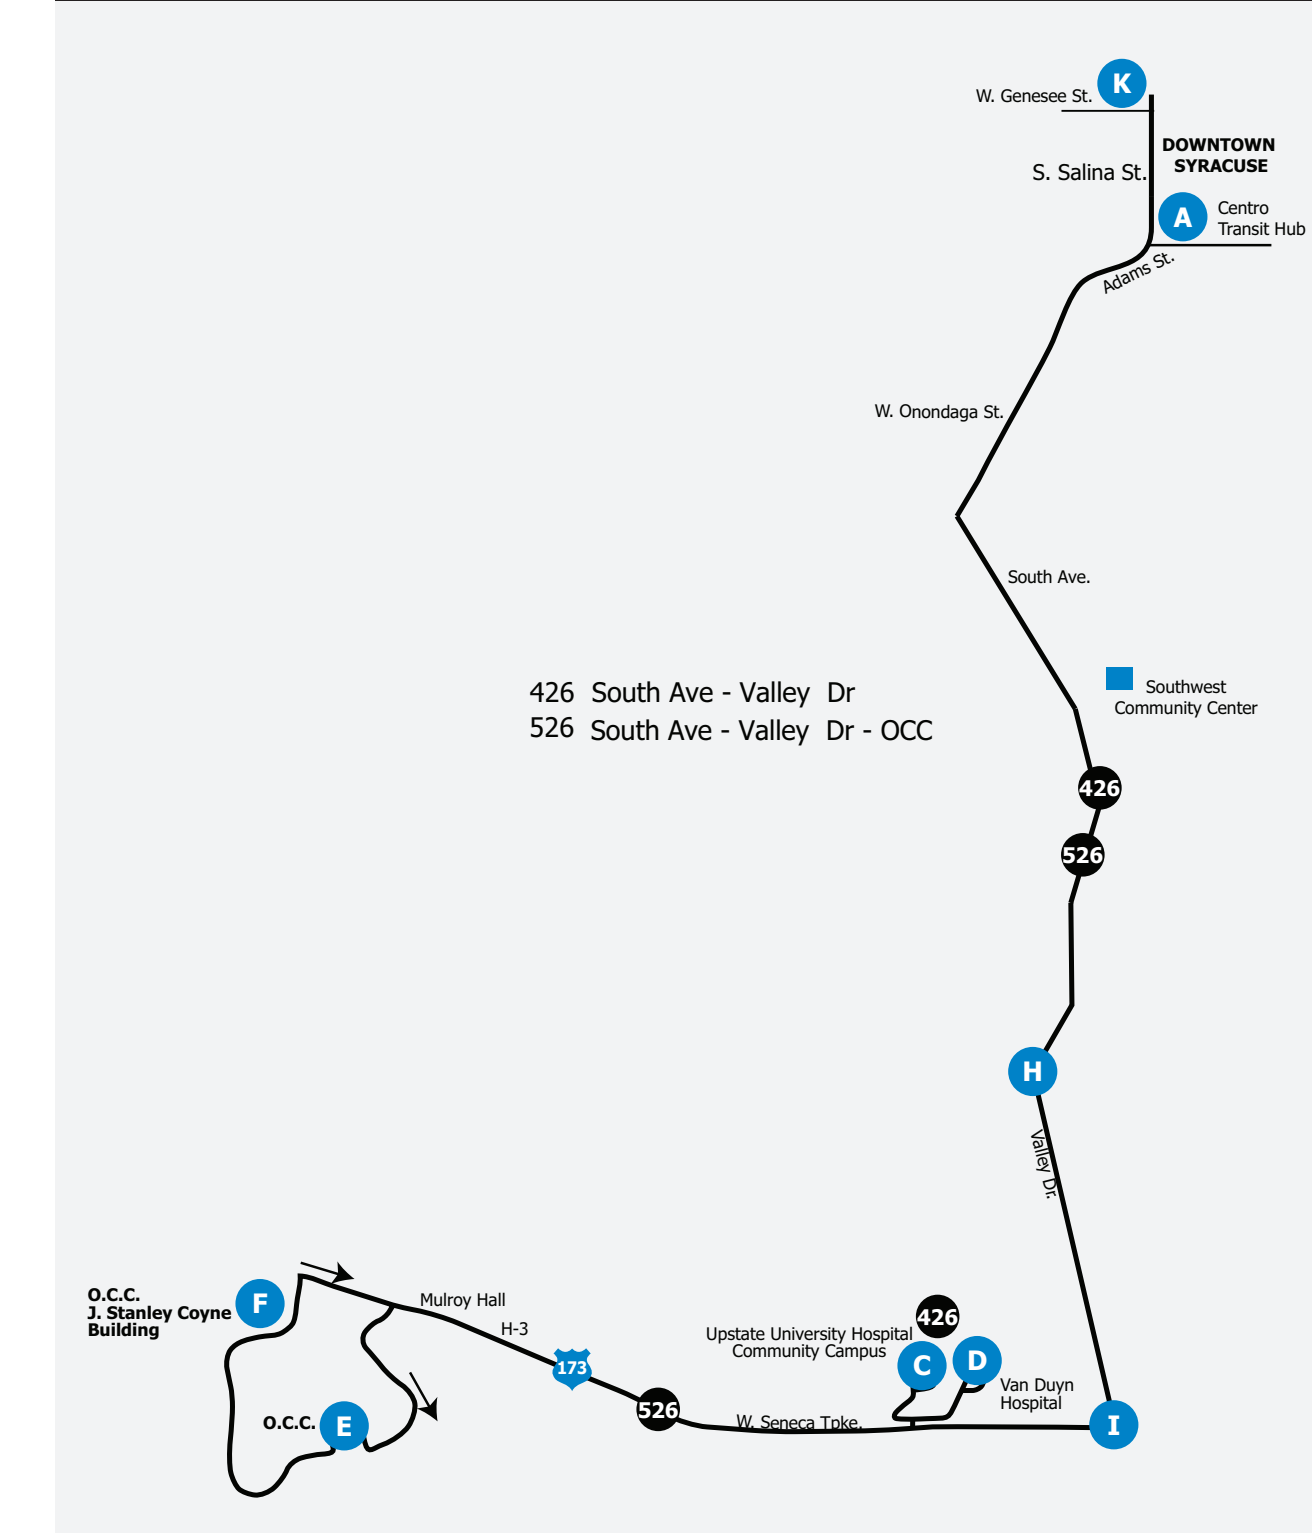 K
W. Genesee St.
DOWNTOWN
SYRACUSE
S. Salina St.
A
Centro
Transit Hub
Adams St.
W. Onondaga St.
South Ave.
Southwest
Community Center
426 South Ave - Valley Dr
526 South Ave - Valley Dr - OCC
426
526
H
Valley Dr.
O.C.C.
J. Stanley Coyne
Building
F
Mulroy Hall
H-3
173
426
Upstate University Hospital
Community Campus
C
D
Van Duyn
Hospital
526
W. Seneca Tpke.
I
O.C.C.
E